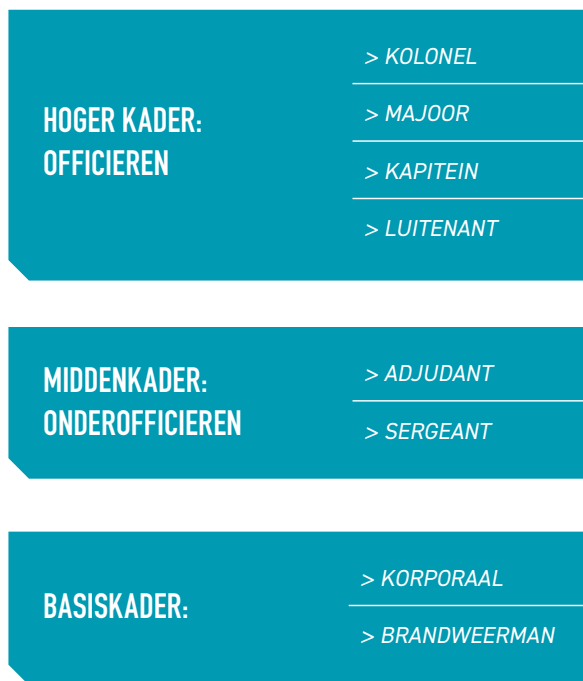 HOGER KADER:
OFFICIEREN
> KOLONEL
> MAJOOR
> KAPITEIN
> LUITENANT
MIDDENKADER:
ONDEROFFICIEREN
> ADJUDANT
> SERGEANT
BASISKADER:
> KORPORAAL
> BRANDWEERMAN